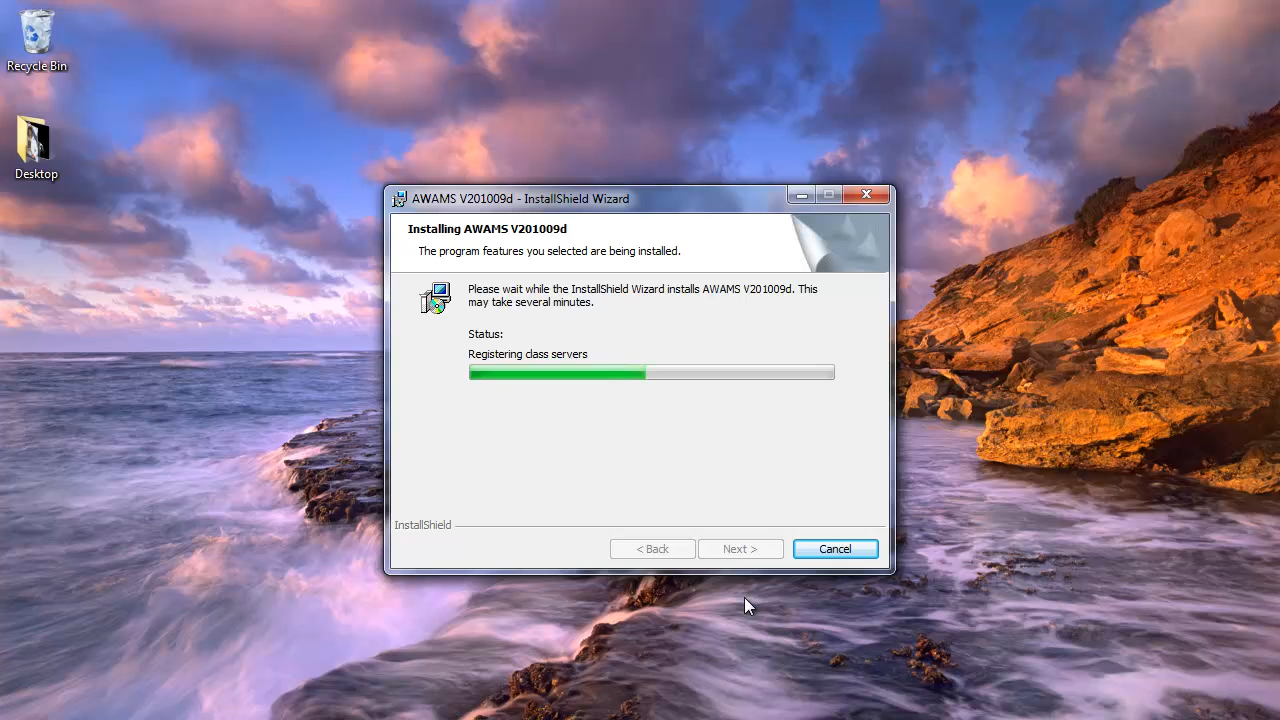 Recycle Bin
Desktop
AWAMS V201009d - InstallShield Wizard
Installing AWAMS V201009d
The program features you selected are being installed.
Please wait while the InstallShield Wizard installs AWAMS V201009d. This
may take several minutes.
Status:
Registering class servers
InstallShield
< Back
Next >
Cancel